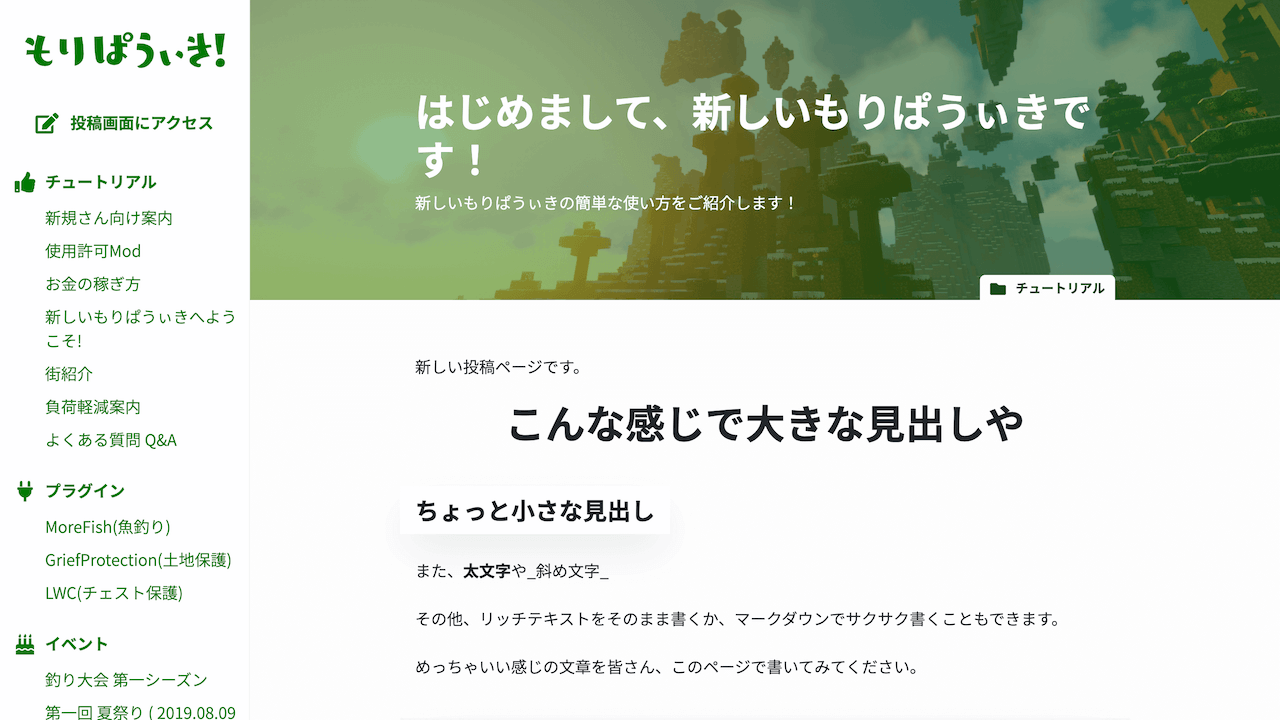 もりぱうぃき!
投稿画面にアクセス
チュートリアル
新規さん向け案内
使用許可Mod
お金の稼ぎ方
新しいもりぱうぃきへよう
こそ!
街紹介
負荷軽減案内
よくある質問 Q&A
プラグイン
MoreFish(魚釣り)
GriefProtection(土地保護)
LWC(チェスト保護)
イベント
釣り大会 第一シーズン
第一回 夏祭り ( 2019.08.09
はじめまして、新しいもりぱうぃきで
す！
新しいもりぱうぃきの簡単な使い方をご紹介します！
チュートリアル
新しい投稿ページです。
こんな感じで大きな見出しや
ちょっと小さな見出し
また、太文字や_斜め文字_
その他、リッチテキストをそのまま書くか、マークダウンでサクサク書くこともできます。
めっちゃいい感じの文章を皆さん、このページで書いてみてください。